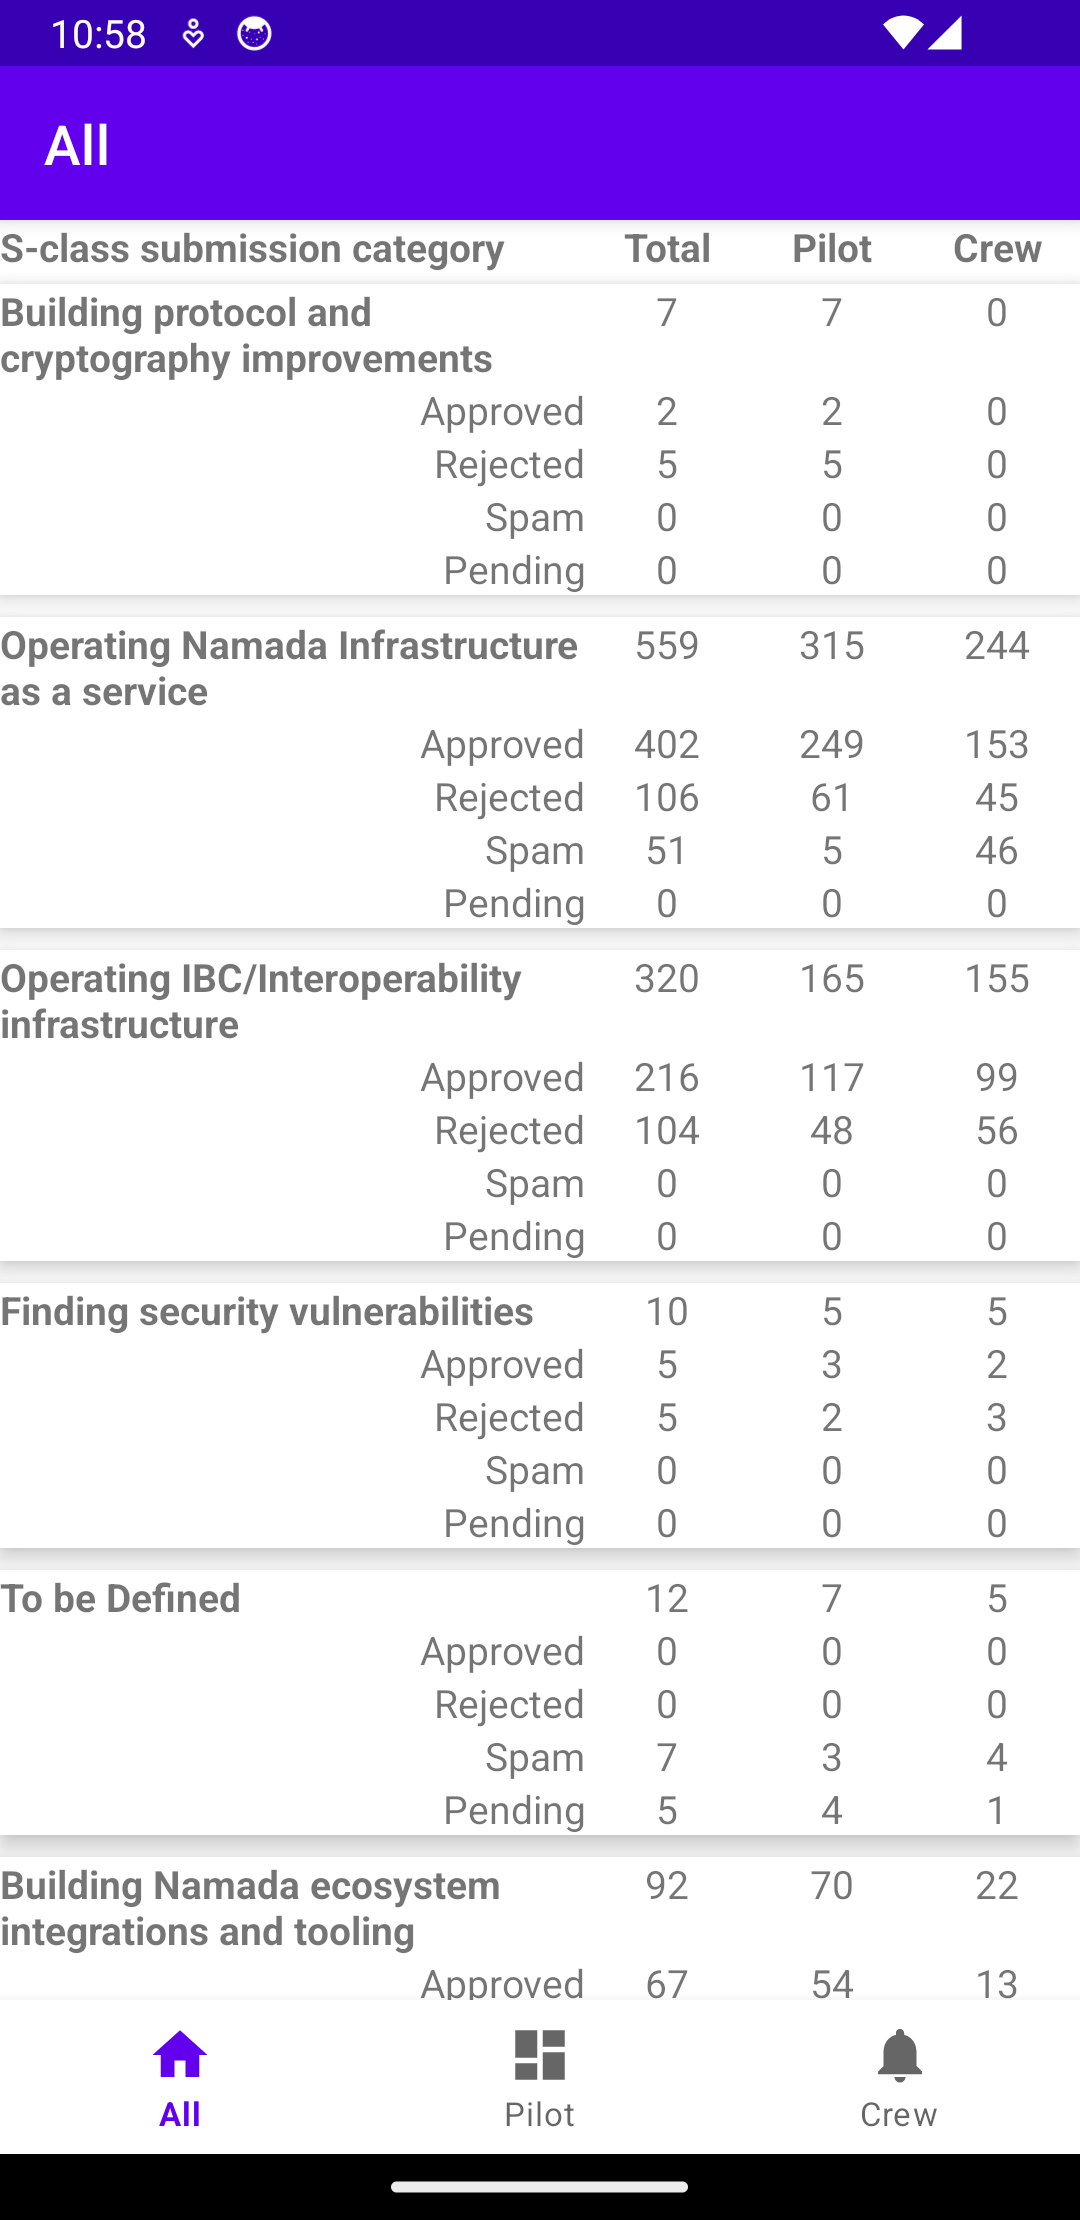 10:58
All
S-class submission category Total Pilot Crew
Building protocol and 7 7 0
cryptography improvements
Approved 2 2 0
Rejected 5 5 0
Spam 0 0 0
Pending 0 0 0
Operating Namada Infrastructure 559 315 244
as a service
Approved 402 249 153
Rejected 106 61 45
Spam 51 5 46
Pending 0 0 0
Operating IBC/Interoperability 320 165 155
infrastructure
Approved 216 117 99
Rejected 104 48 56
Spam 0 0 0
Pending 0 0 0
Finding security vulnerabilities 10 5 5
Approved 5 3 2
Rejected 5 2 3
Spam 0 0 0
Pending 0 0 0
To be Defined 12 7 5
Approved 0 0 0
Rejected 0 0 0
Spam 7 3 4
Pending 5 4 1
Building Namada ecosystem 92 70 22
integrations and tooling
Approved 67 54 13
All Pilot Crew